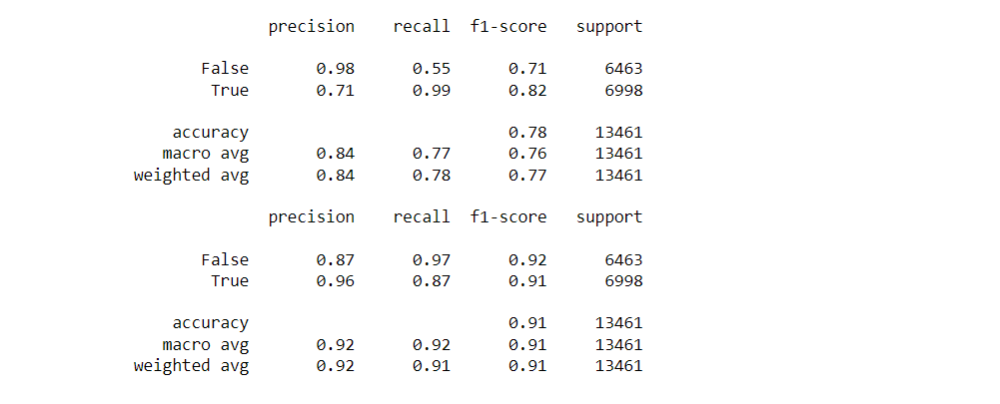 precision recall f1-score support
False 0.98 0.55 0.71 6463
True 0.71 0.99 0.82 6998
accuracy 0.78 13461
macro avg 0.84 0.77 0.76 13461
weighted avg 0.84 0.78 0.77 13461
precision recall f1-score support
False 0.87 0.97 0.92 6463
True 0.96 0.87 0.91 6998
accuracy 0.91 13461
macro avg 0.92 0.92 0.91 13461
weighted avg 0.92 0.91 0.91 13461